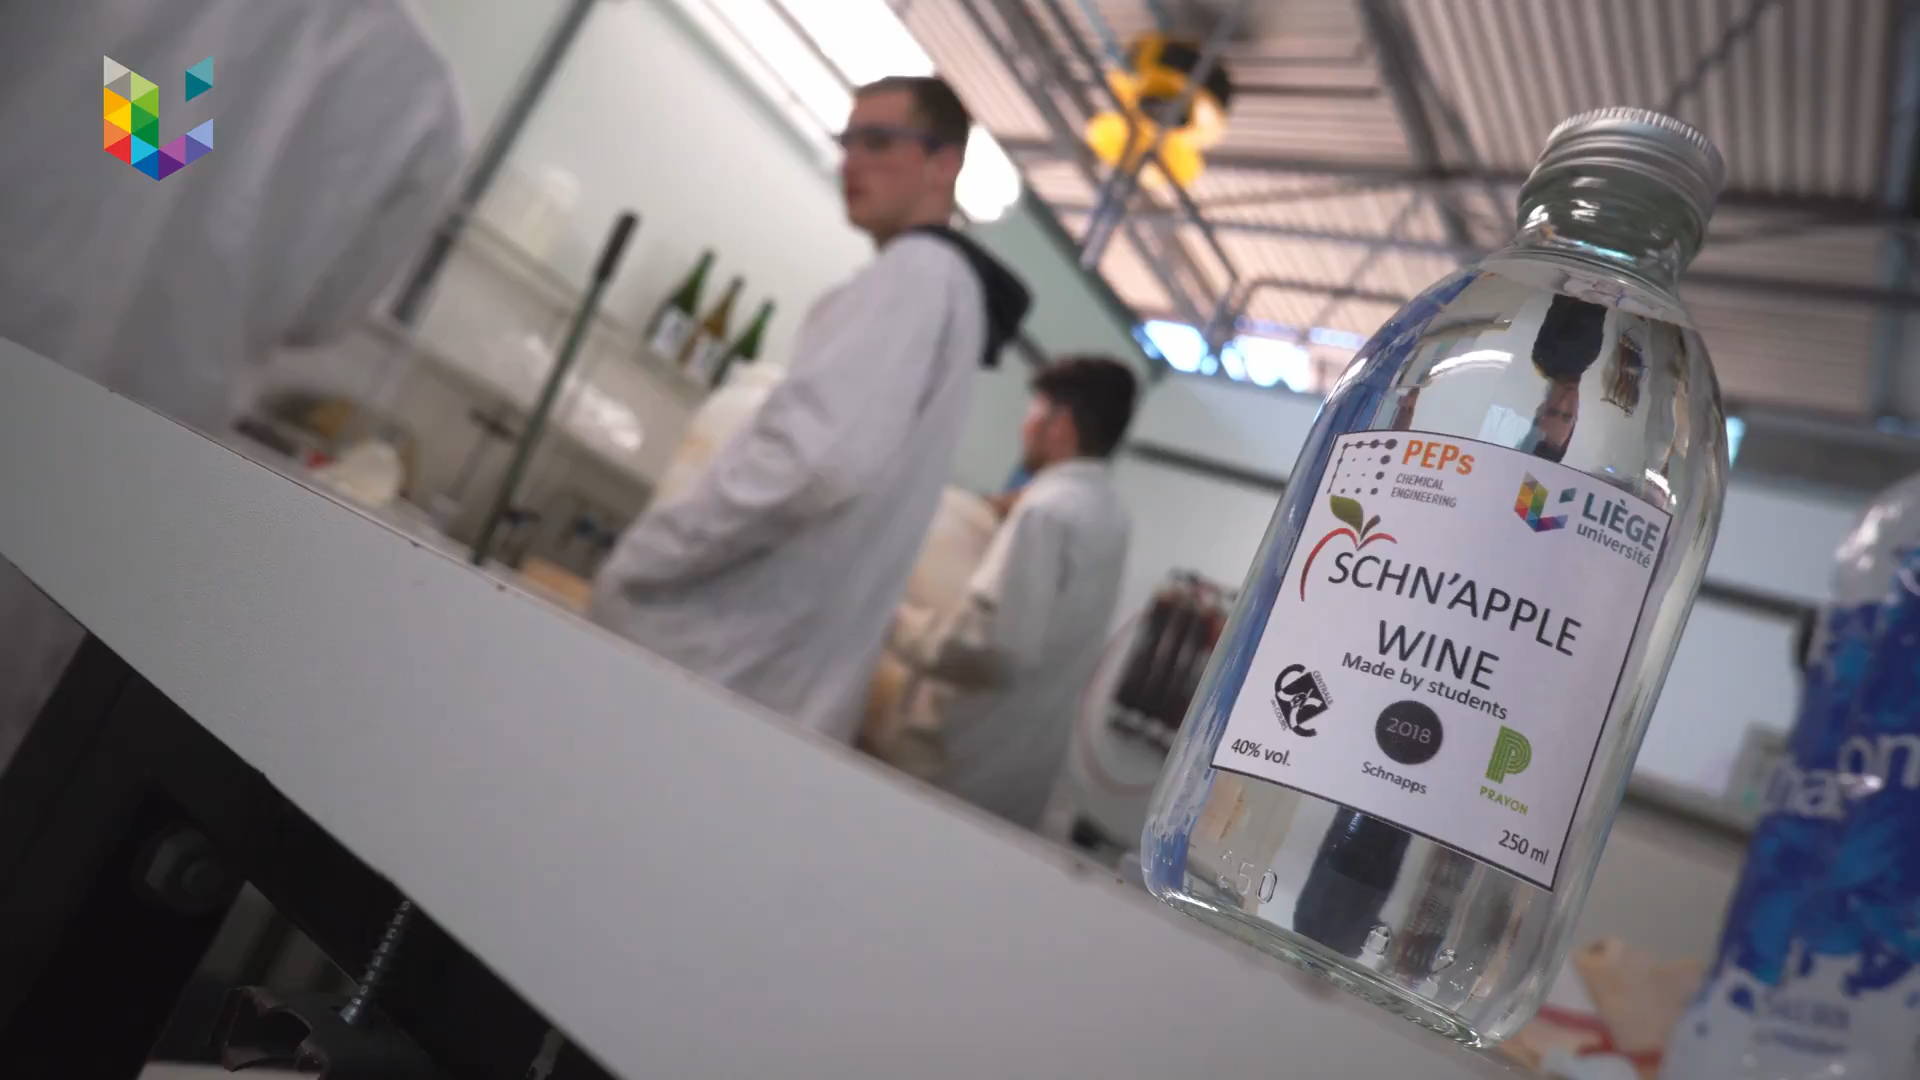 PEPs
CHEMICAL
ENGINEERING
LIÈGE
université
SCHN'APPLE
WINE
Made by students
2018
40% vol.
Schnapps
PRAYON
250 ml
250